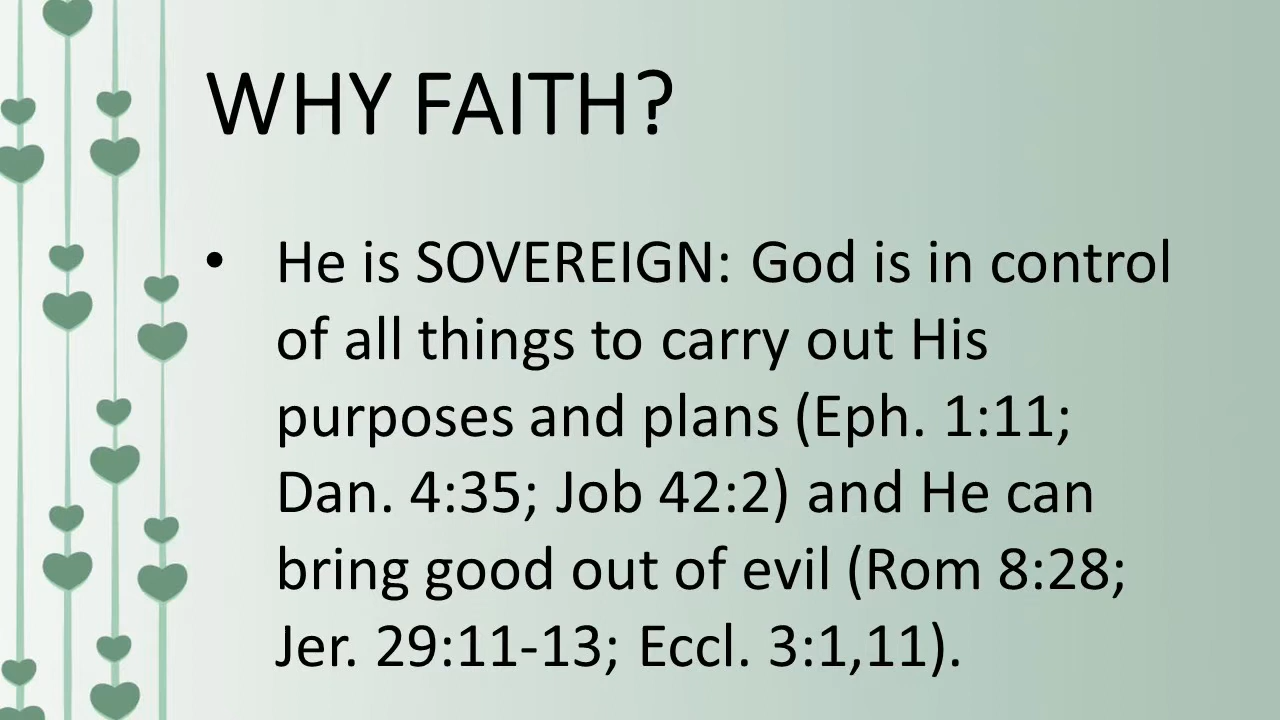 WHY FAITH?
• He is SOVEREIGN: God is in control
of all things to carry out His
purposes and plans (Eph. 1:11;
Dan. 4:35; Job 42:2) and He can
bring good out of evil (Rom 8:28;
Jer. 29:11-13; Eccl. 3:1,11).